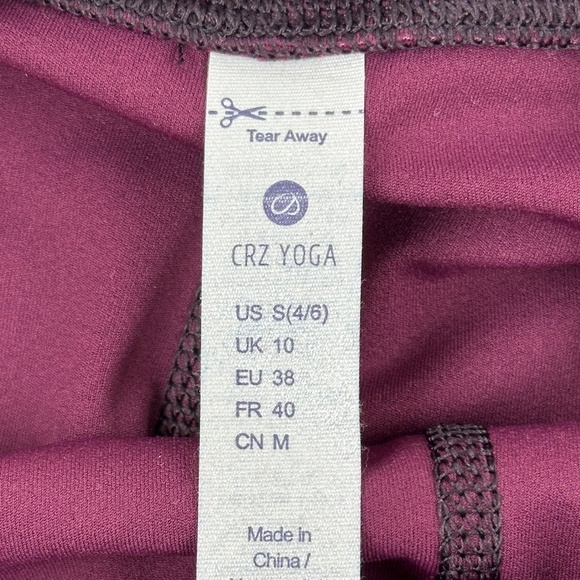 Tear Away
CRZ YOGA
US S(4/6)
UK 10
EU 38
FR 40
CN M
Made in
China /